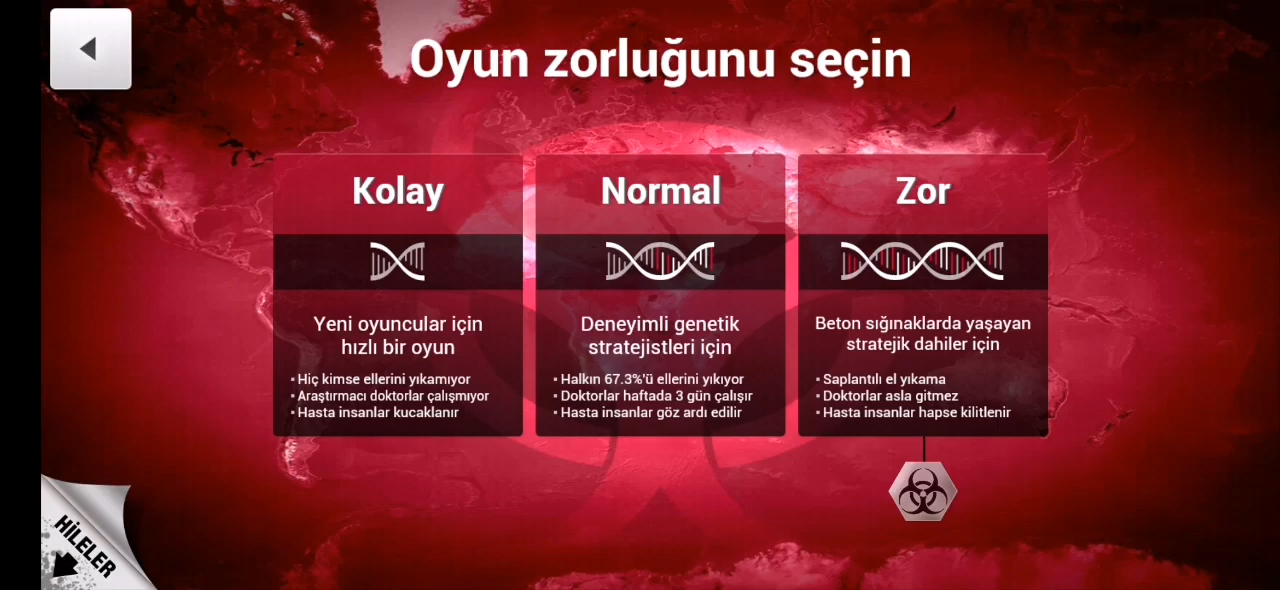 Oyun zorluğunu seçin
Kolay
Yeni oyuncular için
hızlı bir oyun
▪ Hiç kimse ellerini yıkamıyor
▪ Araştırmacı doktorlar çalışmıyor
▪ Hasta insanlar kucaklanır
Normal
Deneyimli genetik
stratejistleri için
▪ Halkın 67.3%'ü ellerini yıkıyor
▪ Doktorlar haftada 3 gün çalışır
▪ Hasta insanlar göz ardı edilir
Zor
Beton sığınaklarda yaşayan
stratejik dahiler için
▪ Saplantılı el yıkama
▪ Doktorlar asla gitmez
▪ Hasta insanlar hapse kilitlenir
HİLELER